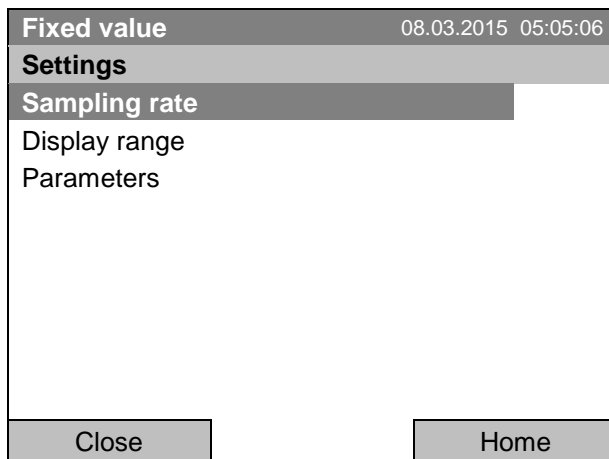 Fixed value 08.03.2015 05:05:06
Settings
Sampling rate
Display range
Parameters
Close Home